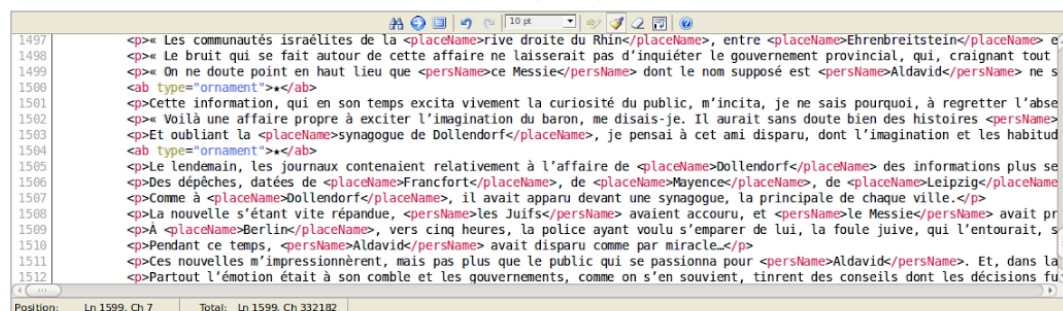 10 pt
1497 <p>« Les communautés israélites de la <placeName>rive droite du Rhin</placeName>, entre <placeName>Ehrenbreitstein</placeName> e
1498 <p>« Le bruit qui se fait autour de cette affaire ne laisserait pas d’inquiéter le gouvernement provincial, qui, craignant tout
1499 <p>« On ne doute point en haut lieu que <persName>ce Messie</persName> dont le nom supposé est <persName>Aldavid</persName> ne s
1500 <ab type="ornament">★</ab>
1501 <p>Cette information, qui en son temps excita vivement la curiosité du public, m’incita, je ne sais pourquoi, à regretter l’abse
1502 <p>« Voilà une affaire propre à exciter l’imagination du baron, me disais-je. Il aurait sans doute bien des histoires <persName>
1503 <p>Et oubliant la <placeName>synagogue de Dollendorf</placeName>, je pensai à cet ami disparu, dont l’imagination et les habitud
1504 <ab type="ornament">★</ab>
1505 <p>Le lendemain, les journaux contenaient relativement à l’affaire de <placeName>Dollendorf</placeName> des informations plus se
1506 <p>Des dépêches, datées de <placeName>Francfort</placeName>, de <placeName>Mayence</placeName>, de <placeName>Leipzig</placeName
1507 <p>Comme à <placeName>Dollendorf</placeName>, il avait apparu devant une synagogue, la principale de chaque ville.</p>
1508 <p>La nouvelle s’étant vite répandue, <persName>les Juifs</persName> avaient accouru, et <persName>le Messie</persName> avait pr
1509 <p>À <placeName>Berlin</placeName>, vers cinq heures, la police ayant voulu s’emparer de lui, la foule juive, qui l’entourait, s
1510 <p>Pendant ce temps, <persName>Aldavid</persName> avait disparu comme par miracle…</p>
1511 <p>Ces nouvelles m’impressionnèrent, mais pas plus que le public qui se passionna pour <persName>Aldavid</persName>. Et, dans la
1512 <p>Partout l’émotion était à son comble et les gouvernements, comme on s’en souvient, tinrent des conseils dont les décisions fu
Position: Ln 1599, Ch 7 Total: Ln 1599, Ch 332182